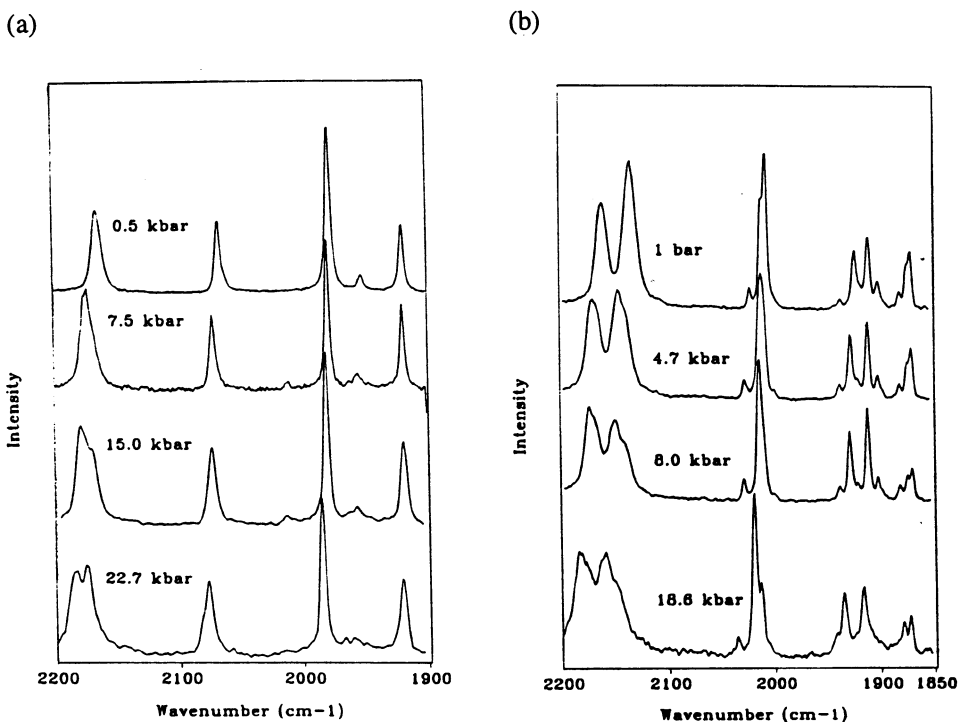 (a)
(b)
0.5 kbar
7.5 kbar
15.0 kbar
22.7 kbar
Intensity
2200 2100 2000 1900
Wavenumber (cm-1)
1 bar
4.7 kbar
8.0 kbar
18.6 kbar
Intensity
2200 2100 2000 1900 1850
Wavenumber (cm-1)